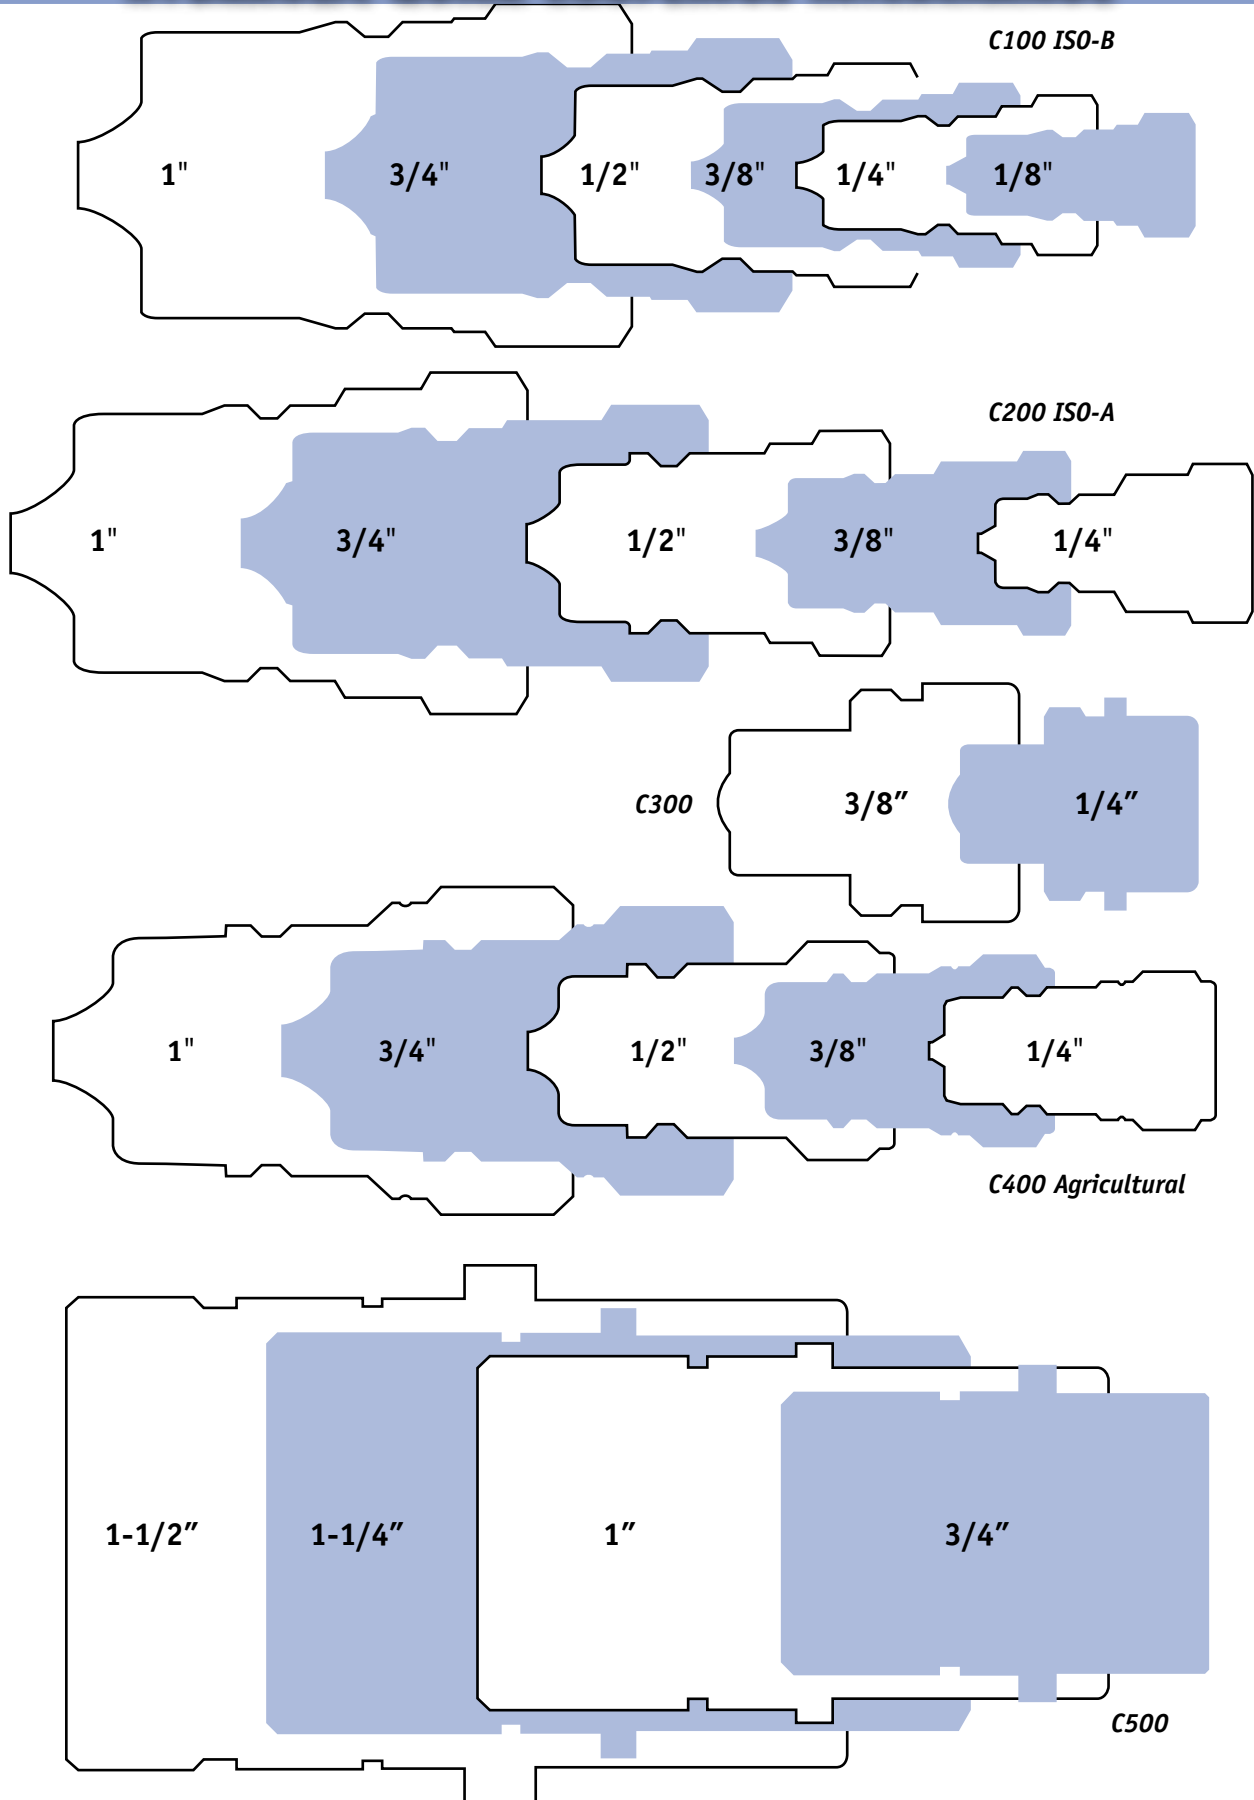 C100 ISO-B
1" 3/4" 1/2" 3/8" 1/4" 1/8"
C200 ISO-A
1" 3/4" 1/2" 3/8" 1/4"
C300 3/8” 1/4”
1" 3/4" 1/2" 3/8" 1/4"
C400 Agricultural
1-1/2” 1-1/4” 1” 3/4”
C500